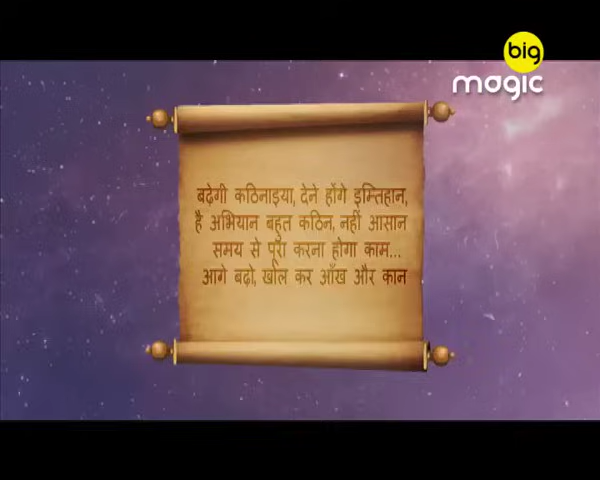 big
magic
बढ़ेगी कठिनाइया, देने होंगे इम्तिहान,
है अभियान बहुत कठिन, नहीं आसान
समय से पूरा करना होगा काम...
आगे बढ़ो, खोल कर आँख और कान